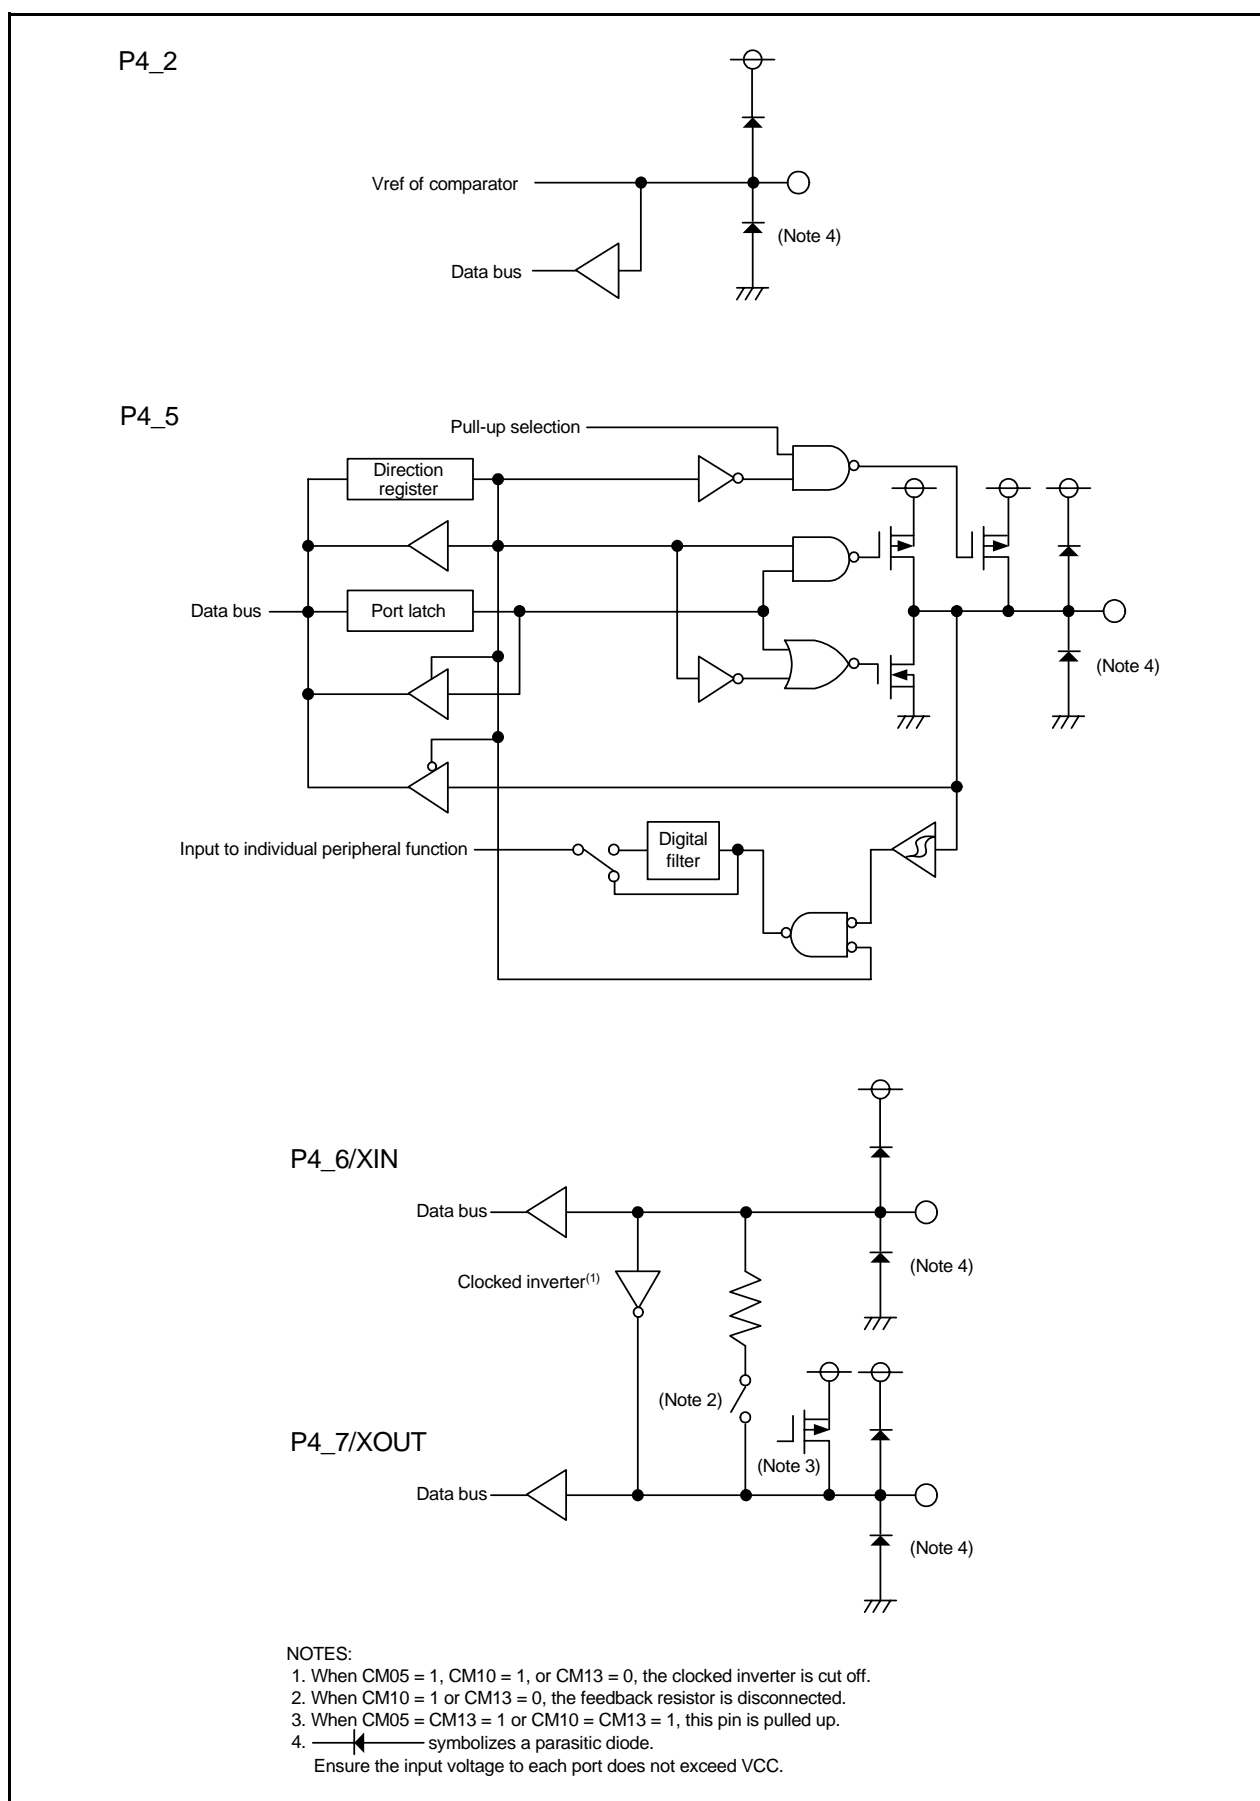 P4_2
Vref of comparator
(Note 4)
Data bus
P4_5
Pull-up selection
Direction
register
Data bus
Port latch
(Note 4)
Input to individual peripheral function
Digital
filter
P4_6/XIN
Data bus
Clocked inverter(1)
(Note 4)
(Note 2)
P4_7/XOUT
(Note 3)
Data bus
(Note 4)
NOTES:
1. When CM05 = 1, CM10 = 1, or CM13 = 0, the clocked inverter is cut off.
2. When CM10 = 1 or CM13 = 0, the feedback resistor is disconnected.
3. When CM05 = CM13 = 1 or CM10 = CM13 = 1, this pin is pulled up.
4. symbolizes a parasitic diode.
Ensure the input voltage to each port does not exceed VCC.